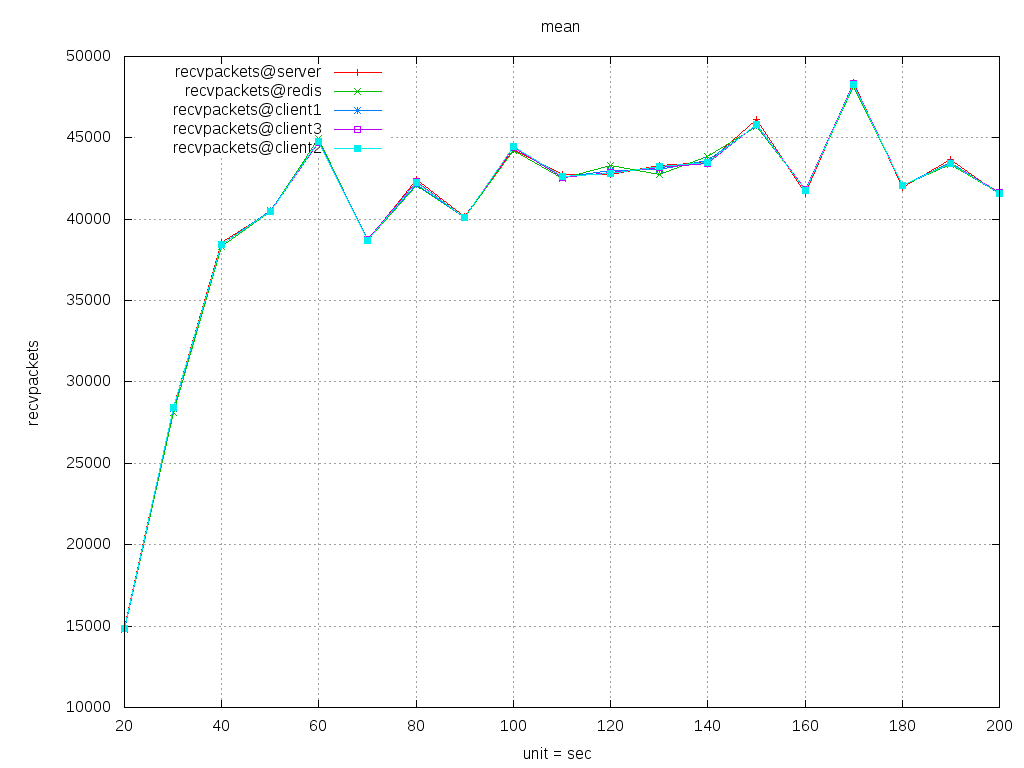 mean
50000
45000
40000
35000
30000
25000
20000
15000
10000
recvpackets
recvpackets@server
recvpackets@redis
recvpackets@client1
recvpackets@client3
recvpackets@client2
20 40 60 80 100 120 140 160 180 200
unit = sec